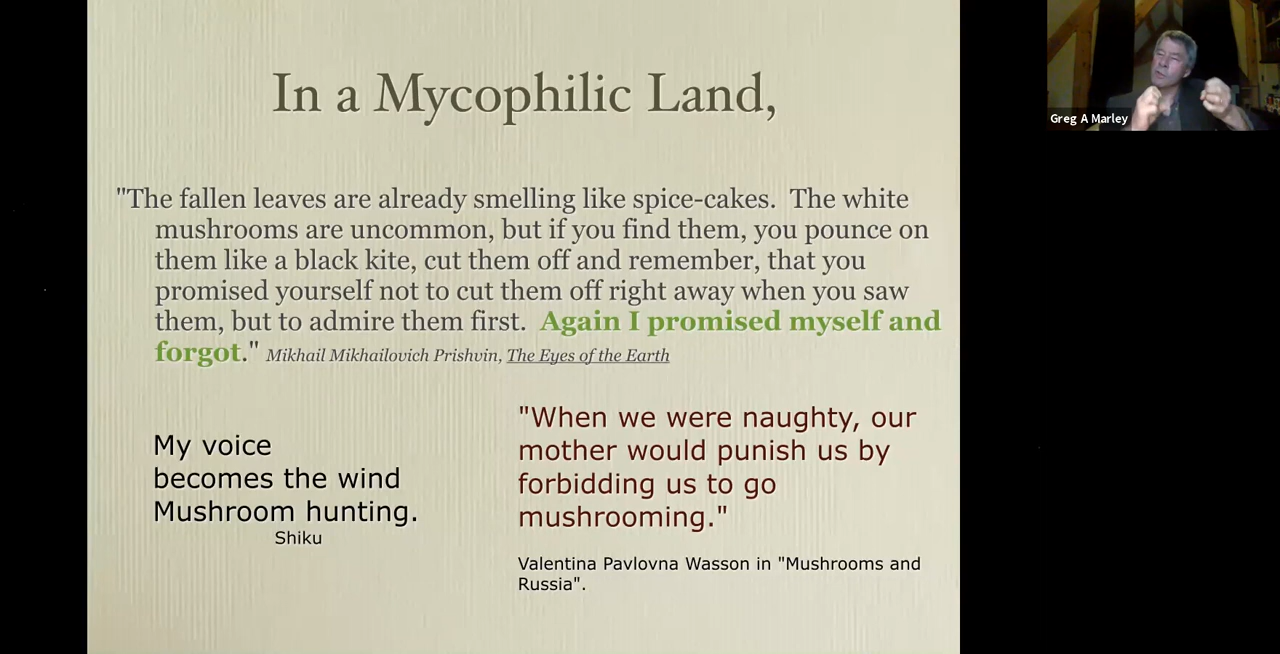 In a Mycophilic Land,
"The fallen leaves are already smelling like spice-cakes.  The white
mushrooms are uncommon, but if you find them, you pounce on
them like a black kite, cut them off and remember, that you
promised yourself not to cut them off right away when you saw
them, but to admire them first.  Again I promised myself and
forgot." Mikhail Mikhailovich Prishvin, The Eyes of the Earth
My voice
becomes the wind
Mushroom hunting.
Shiku
"When we were naughty, our
mother would punish us by
forbidding us to go
mushrooming."
Valentina Pavlovna Wasson in "Mushrooms and
Russia".
Greg A Marley